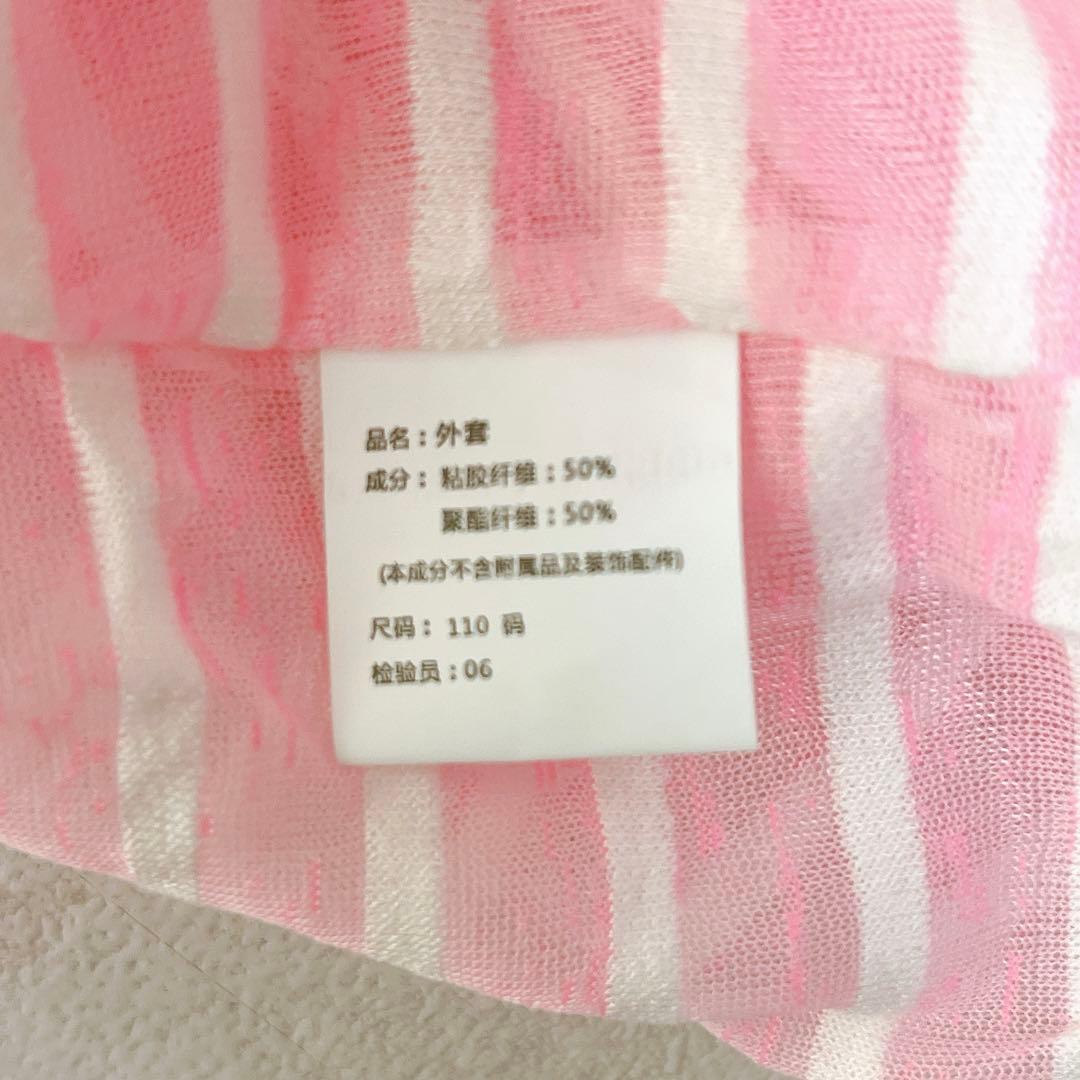 品名：外套
成分：粘胶纤维：50%
聚酯纤维：50%
(本成分不含附属品及装饰配件)
尺码：110 码
检验员：06